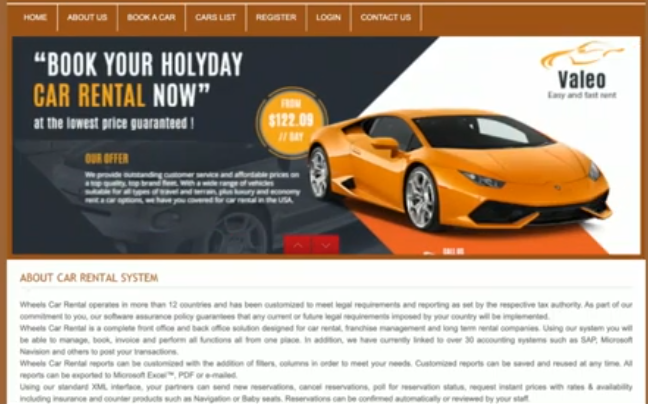 HOME ABOUT US BOOK A CAR CARS LIST REGISTER LOGIN CONTACT US
“BOOK YOUR HOLYDAY
CAR RENTAL NOW”
at the lowest price guaranteed !
FROM
$122.09
// DAY
Valeo
Easy and fast rent
OUR OFFER
We provide outstanding customer service and affordable prices on
a top quality, top brand fleet. With a wide range of vehicles
suitable for all types of travel and terrain, plus luxury and economy
rent a car options, we have you covered for car rental in the USA,
CALL US
ABOUT CAR RENTAL SYSTEM
Wheels Car Rental operates in more than 12 countries and has been customized to meet legal requirements and reporting as set by the respective tax authority. As part of our
commitment to you, our software assurance policy guarantees that any current or future legal requirements imposed by your country will be implemented.
Wheels Car Rental is a complete front office and back office solution designed for car rental, franchise management and long term rental companies. Using our system you will
be able to manage, book, invoice and perform all functions all from one place. In addition, we have currently linked to over 30 accounting systems such as SAP, Microsoft
Navision and others to post your transactions.
Wheels Car Rental reports can be customized with the addition of filters, columns in order to meet your needs. Customized reports can be saved and reused at any time. All
reports can be exported to Microsoft Excel™, PDF or e-mailed.
Using our standard XML interface, your partners can send new reservations, cancel reservations, poll for reservation status, request instant prices with rates & availability
including insurance and counter products such as Navigation or Baby seats. Reservations can be confirmed automatically or reviewed by your staff.